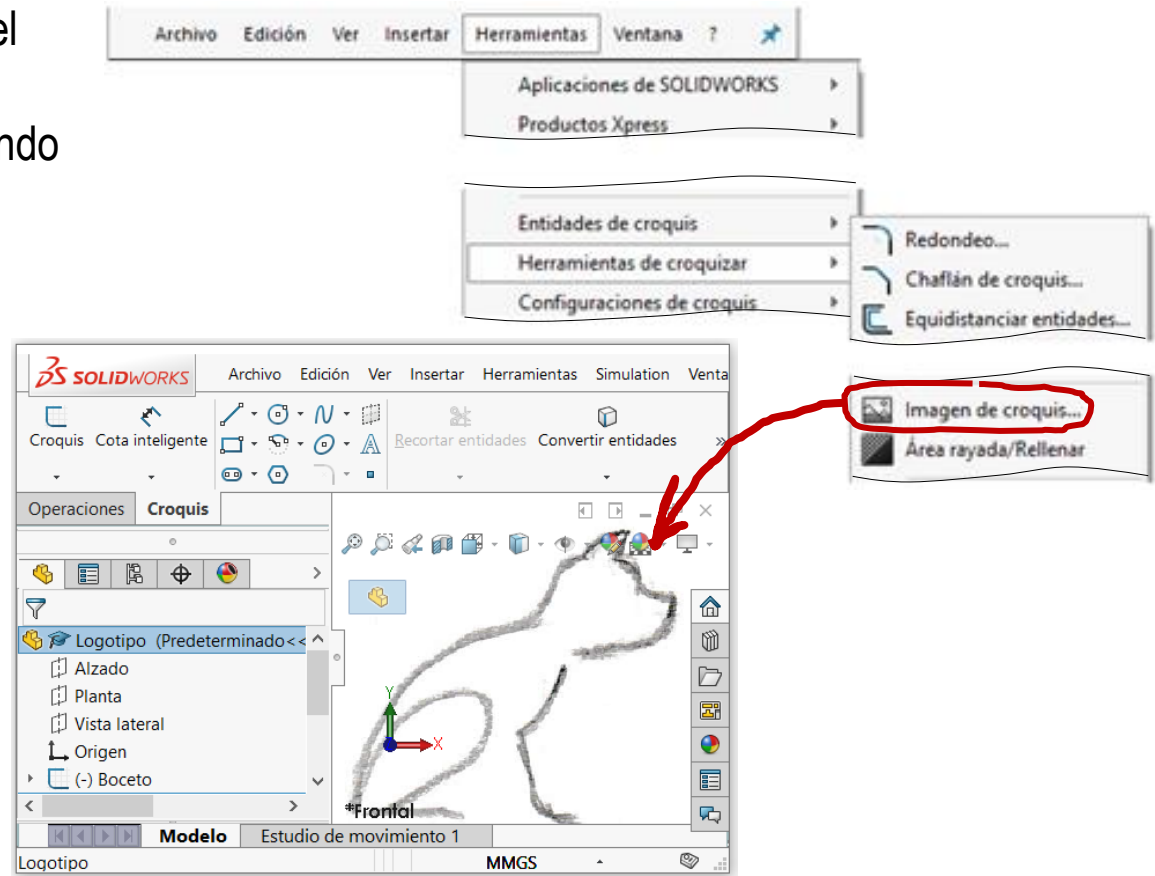 el
ndo
Archivo Edición Ver Insertar Herramientas Ventana ?
Aplicaciones de SOLIDWORKS
Productos Xpress
Entidades de croquis
Herramientas de croquizar
Configuraciones de croquis
Redondeo...
Chaflán de croquis...
Equidistanciar entidades...
Imagen de croquis...
Área rayada/Rellenar
SOLIDWORKS Archivo Edición Ver Insertar Herramientas Simulation Venta
Croquis Cota inteligente Recortar entidades Convertir entidades »
Operaciones Croquis
Logotipo (Predeterminado<<
Alzado
Planta
Vista lateral
Origen
(-) Boceto
Y
X
*Frontal
Modelo Estudio de movimiento 1
Logotipo MMGS